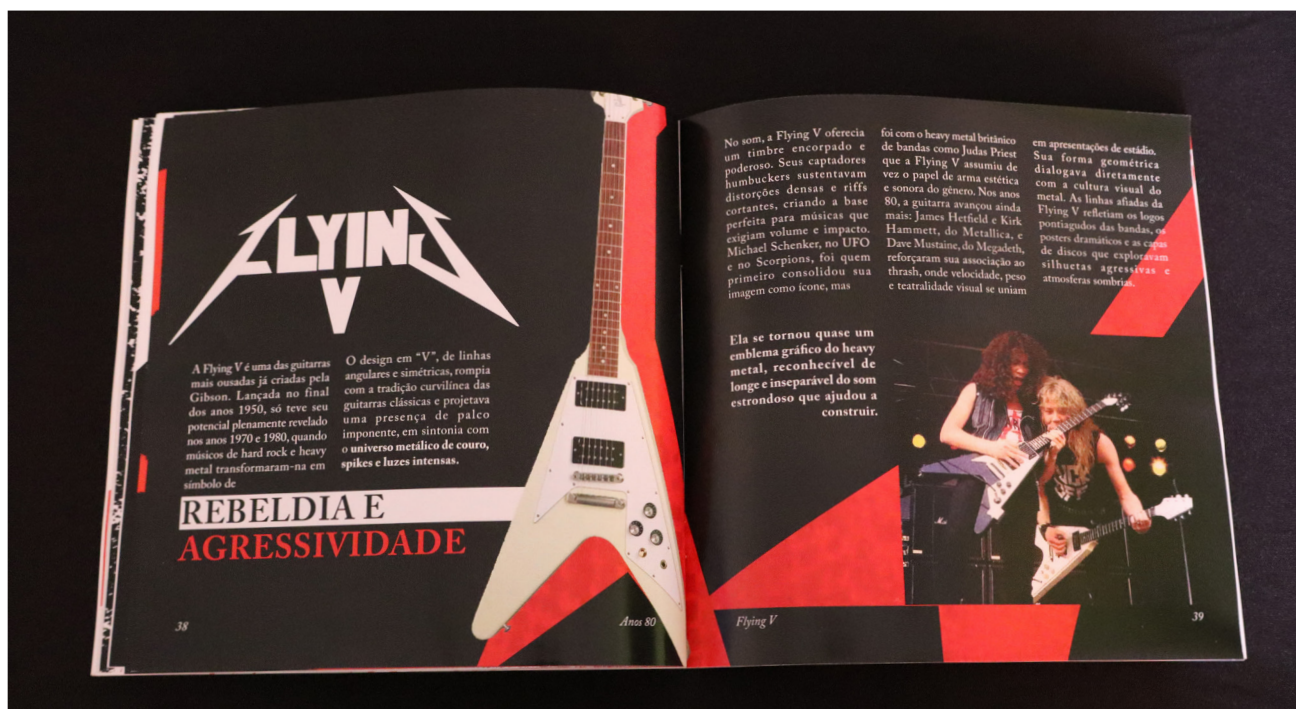 FLYING
V
A Flying V é uma das guitarras
mais ousadas já criadas pela
Gibson. Lançada no final
dos anos 1950, só teve seu
potencial plenamente revelado
nos anos 1970 e 1980, quando
músicos de hard rock e heavy
metal transformaram-na em
símbolo de
O design em “V”, de linhas
angulares e simétricas, rompia
com a tradição curvilínea das
guitarras clássicas e projetava
uma presença de palco
imponente, em sintonia com
o universo metálico de couro,
spikes e luzes intensas.
REBELDIA E
AGRESSIVIDADE
38
Anos 80
No som, a Flying V oferecia
um timbre encorpado e
poderoso. Seus captadores
humbuckers sustentavam
distorções densas e riffs
cortantes, criando a base
perfeita para músicas que
exigiam volume e impacto.
Michael Schenker, no UFO
e no Scorpions, foi quem
primeiro consolidou sua
imagem como ícone, mas
foi com o heavy metal britânico
de bandas como Judas Priest
que a Flying V assumiu de
vez o papel de arma estética
e sonora do gênero. Nos anos
80, a guitarra avançou ainda
mais: James Hetfield e Kirk
Hammett, do Metallica, e
Dave Mustaine, do Megadeth,
reforçaram sua associação ao
thrash, onde velocidade, peso
e teatralidade visual se uniam
em apresentações de estádio.
Sua forma geométrica
dialogava diretamente
com a cultura visual do
metal. As linhas afiadas da
Flying V refletiam os logos
pontiagudos das bandas, os
posters dramáticos e as capas
de discos que exploravam
silhuetas agressivas e
atmosferas sombrias.
Ela se tornou quase um
emblema gráfico do heavy
metal, reconhecível de
longe e inseparável do som
estrondoso que ajudou a
construir.
Flying V
39